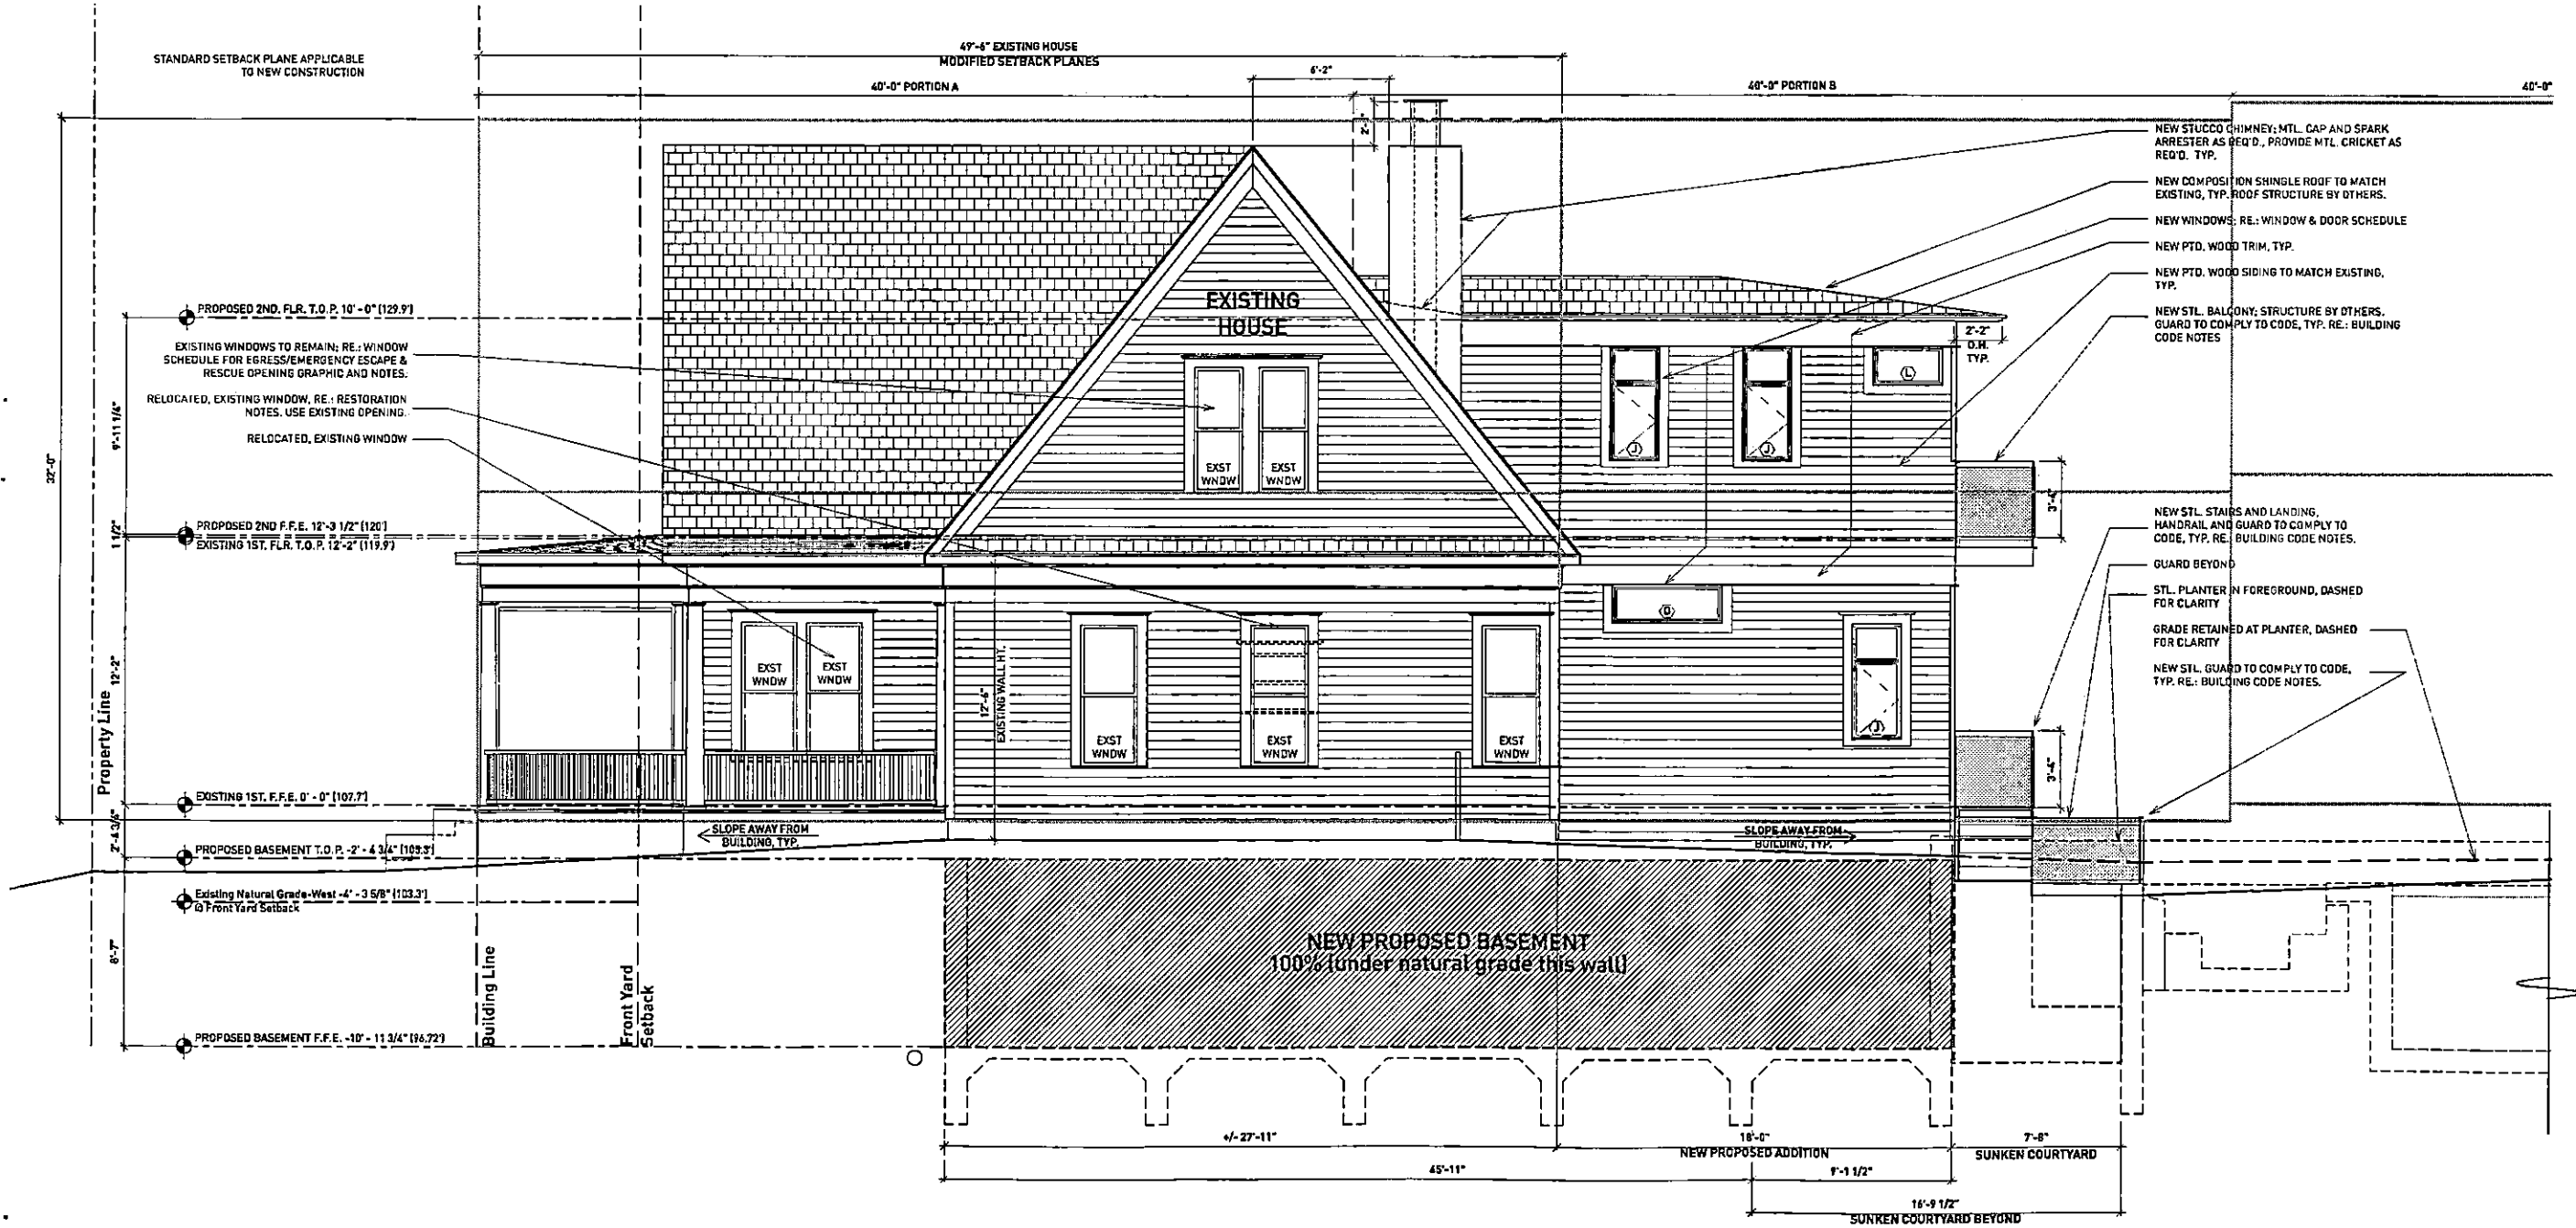 STANDARD SETBACK PLANE APPLICABLE
TO NEW CONSTRUCTION
49'-6" EXISTING HOUSE
MODIFIED SETBACK PLANES
6'-2"
40'-0" PORTION A
40'-0" PORTION B
40'-0"
NEW STUCCO CHIMNEY; MTL. CAP AND SPARK
ARRESTER AS REQ'D., PROVIDE MTL. CRICKET AS
REQ'D. TYP.
NEW COMPOSITION SHINGLE ROOF TO MATCH
EXISTING, TYP. ROOF STRUCTURE BY OTHERS.
NEW WINDOWS; RE.: WINDOW & DOOR SCHEDULE
NEW PTD. WOOD TRIM, TYP.
NEW PTD. WOOD SIDING TO MATCH EXISTING,
TYP.
NEW STL. BALCONY; STRUCTURE BY OTHERS.
GUARD TO COMPLY TO CODE, TYP. RE.: BUILDING
CODE NOTES
NEW STL. STAIRS AND LANDING,
HANDRAIL AND GUARD TO COMPLY TO
CODE, TYP. RE.: BUILDING CODE NOTES.
GUARD BEYOND
STL. PLANTER IN FOREGROUND, DASHED
FOR CLARITY
GRADE RETAINED AT PLANTER, DASHED
FOR CLARITY
NEW STL. GUARD TO COMPLY TO CODE,
TYP. RE.: BUILDING CODE NOTES.
PROPOSED 2ND. FLR. T.O.P. 10' - 0" (129.9')
EXISTING WINDOWS TO REMAIN; RE.: WINDOW
SCHEDULE FOR EGRESS/EMERGENCY ESCAPE &
RESCUE OPENING GRAPHIC AND NOTES.
RELOCATED, EXISTING WINDOW, RE.: RESTORATION
NOTES. USE EXISTING OPENING.
RELOCATED, EXISTING WINDOW
PROPOSED 2ND F.F.E. 12'-3 1/2" (120')
EXISTING 1ST. FLR. T.O.P. 12'-2" (119.9')
32'-0"
9'-11 1/4"
1 1/2"
12'-2"
2'-4 3/4"
8'-7"
Property Line
EXISTING
HOUSE
EXST
WNDW
EXST
WNDW
2'-2"
O.H.
TYP.
L
J
J
3'-4"
EXST
WNDW
EXST
WNDW
12'-6"
EXISTING WALL HT.
EXST
WNDW
EXST
WNDW
EXST
WNDW
J
3'-4"
EXISTING 1ST. F.F.E. 0' - 0" (107.7')
SLOPE AWAY FROM
BUILDING, TYP.
SLOPE AWAY FROM
BUILDING, TYP.
PROPOSED BASEMENT T.O.P. -2' - 4 3/4" (105.3')
Existing Natural Grade-West -4' - 3 5/8" (103.3')
@ Front Yard Setback
NEW PROPOSED BASEMENT
100% (under natural grade this wall)
Building Line
Front Yard
Setback
PROPOSED BASEMENT F.F.E. -10' - 11 3/4" (96.72')
+/- 27'-11"
18'-0"
NEW PROPOSED ADDITION
7'-8"
SUNKEN COURTYARD
45'-11"
9'-1 1/2"
16'-9 1/2"
SUNKEN COURTYARD BEYOND